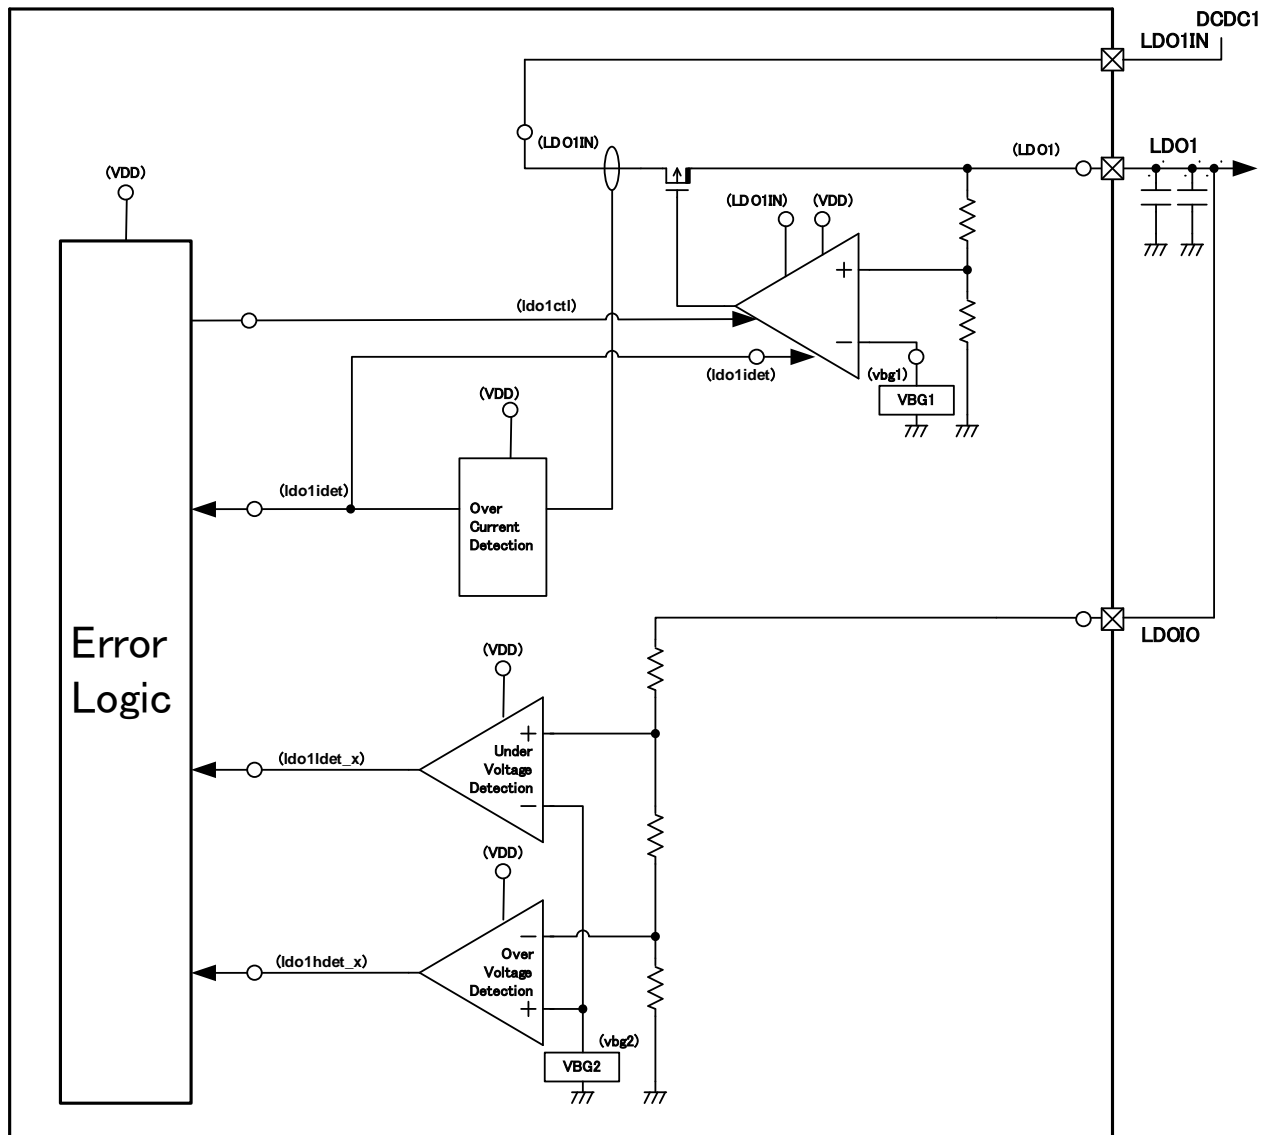 DCDC1
LDO1IN
(LDO1IN)
(LDO1)
LDO1
(VDD)
(LDO1IN)
(VDD)
+
(ldo1ctl)
−
(ldo1idet)
(vbg1)
VBG1
(VDD)
(ldo1idet)
Over
Current
Detection
LDOIO
Error
Logic
(VDD)
+
Under
Voltage
Detection
−
(ldo1ldet_x)
(VDD)
−
Over
Voltage
Detection
+
(ldo1hdet_x)
(vbg2)
VBG2